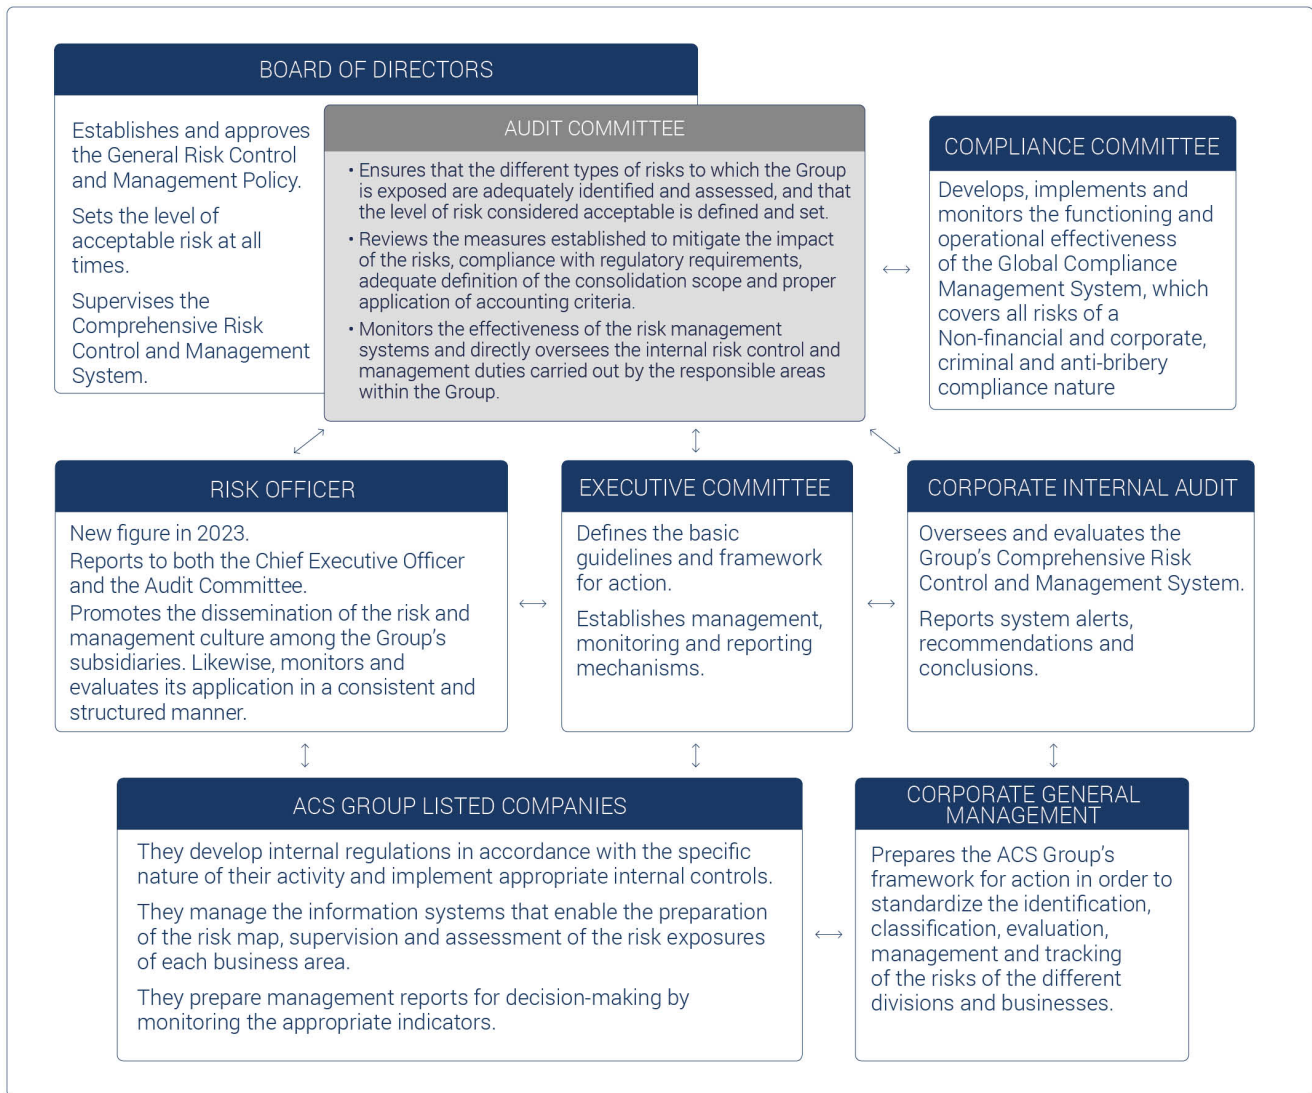 BOARD OF DIRECTORS
Establishes and approves
the General Risk Control
and Management Policy.
Sets the level of
acceptable risk at all
times.
Supervises the
Comprehensive Risk
Control and Management
System.
AUDIT COMMITTEE
• Ensures that the different types of risks to which the Group
is exposed are adequately identified and assessed, and that
the level of risk considered acceptable is defined and set.
• Reviews the measures established to mitigate the impact
of the risks, compliance with regulatory requirements,
adequate definition of the consolidation scope and proper
application of accounting criteria.
• Monitors the effectiveness of the risk management
systems and directly oversees the internal risk control and
management duties carried out by the responsible areas
within the Group.
COMPLIANCE COMMITTEE
Develops, implements and
monitors the functioning and
operational effectiveness
of the Global Compliance
Management System, which
covers all risks of a
Non-financial and corporate,
criminal and anti-bribery
compliance nature
RISK OFFICER
New figure in 2023.
Reports to both the Chief Executive Officer
and the Audit Committee.
Promotes the dissemination of the risk and
management culture among the Group's
subsidiaries. Likewise, monitors and
evaluates its application in a consistent and
structured manner.
EXECUTIVE COMMITTEE
Defines the basic
guidelines and framework
for action.
Establishes management,
monitoring and reporting
mechanisms.
CORPORATE INTERNAL AUDIT
Oversees and evaluates the
Group's Comprehensive Risk
Control and Management System.
Reports system alerts,
recommendations and
conclusions.
ACS GROUP LISTED COMPANIES
They develop internal regulations in accordance with the specific
nature of their activity and implement appropriate internal controls.
They manage the information systems that enable the preparation
of the risk map, supervision and assessment of the risk exposures
of each business area.
They prepare management reports for decision-making by
monitoring the appropriate indicators.
CORPORATE GENERAL
MANAGEMENT
Prepares the ACS Group's
framework for action in order to
standardize the identification,
classification, evaluation,
management and tracking
of the risks of the different
divisions and businesses.